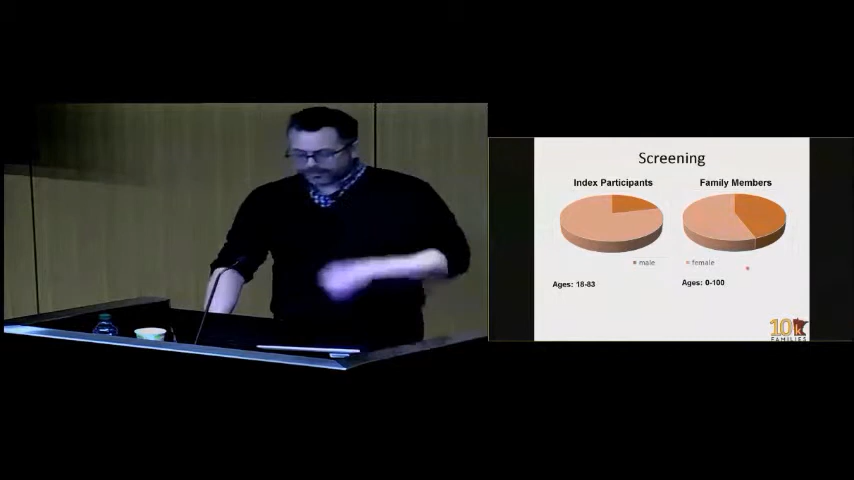 Screening
Index Participants
Family Members
male
female
Ages: 18-83
Ages: 0-100
10k
FAMILIES